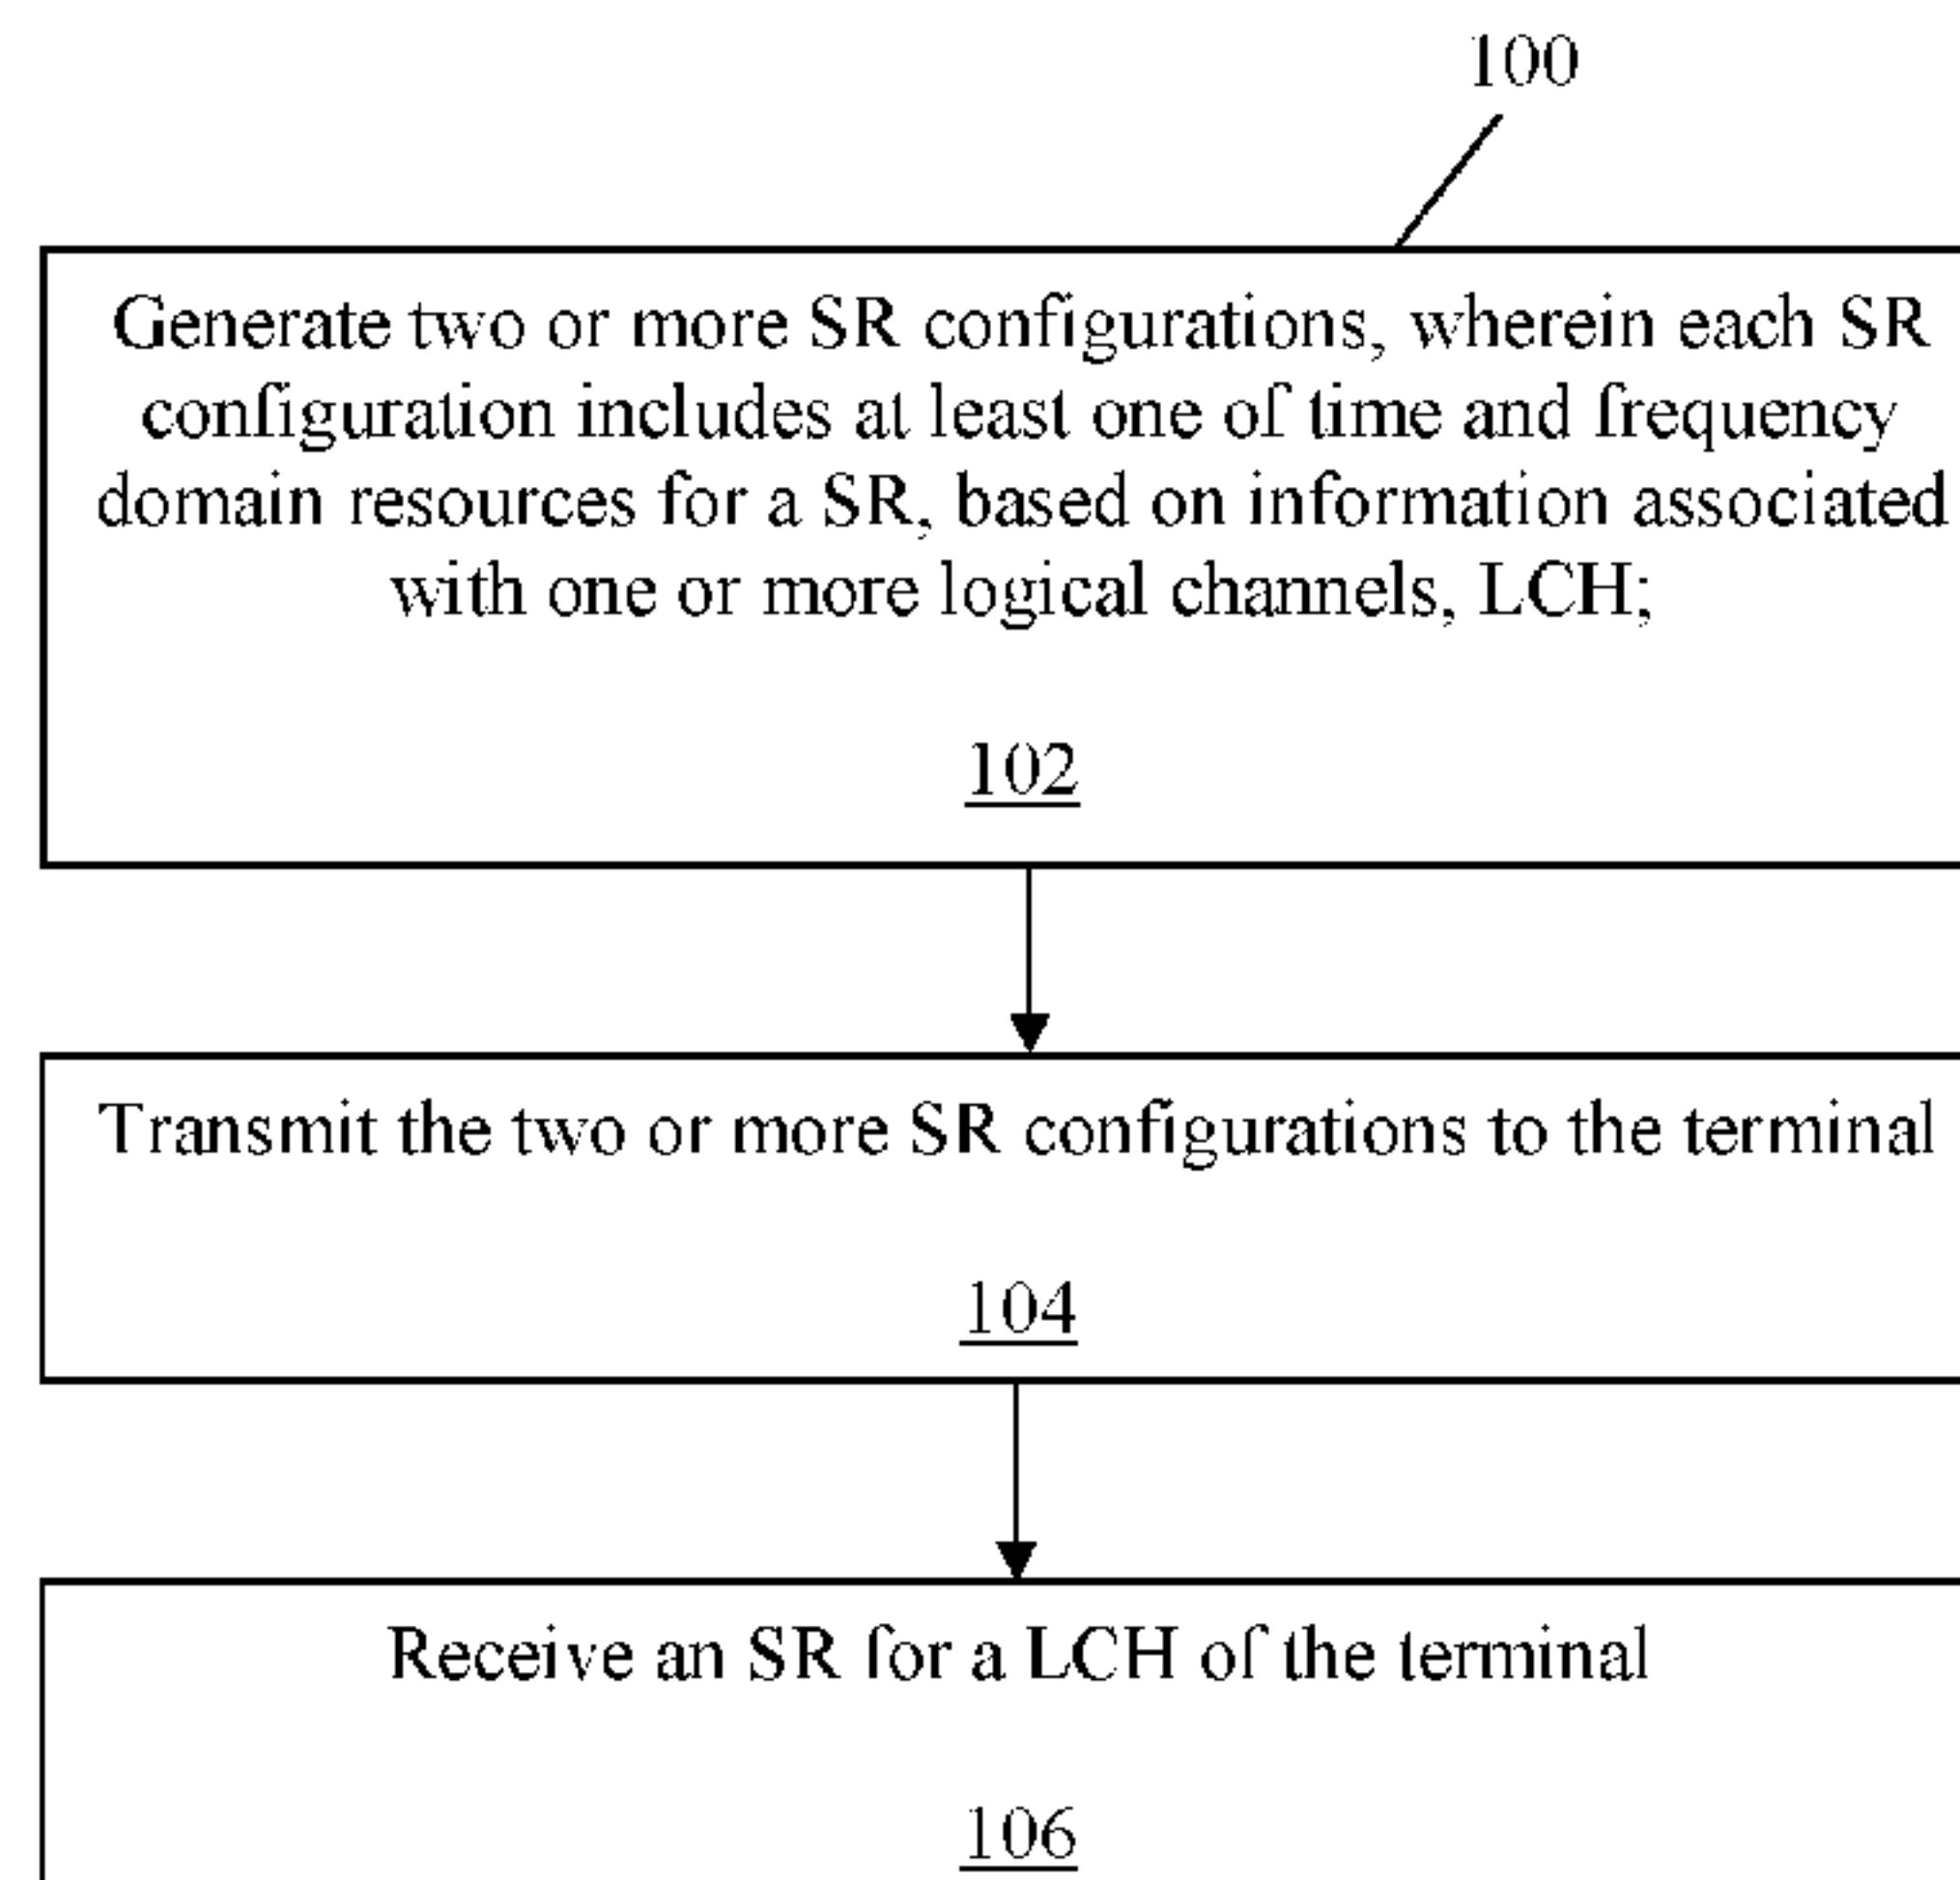 100
Generate two or more SR configurations, wherein each SR
configuration includes at least one of time and frequency
domain resources for a SR, based on information associated
with one or more logical channels, LCH;
102
Transmit the two or more SR configurations to the terminal
104
Receive an SR for a LCH of the terminal
106